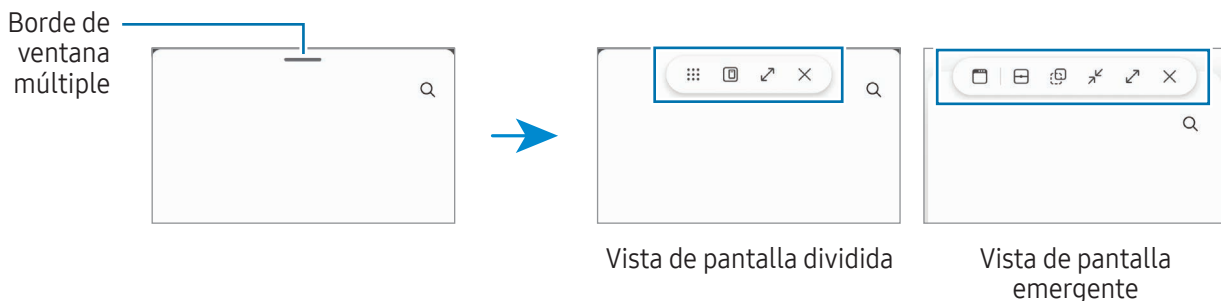 Borde de
ventana
múltiple
Vista de pantalla dividida
Vista de pantalla
emergente